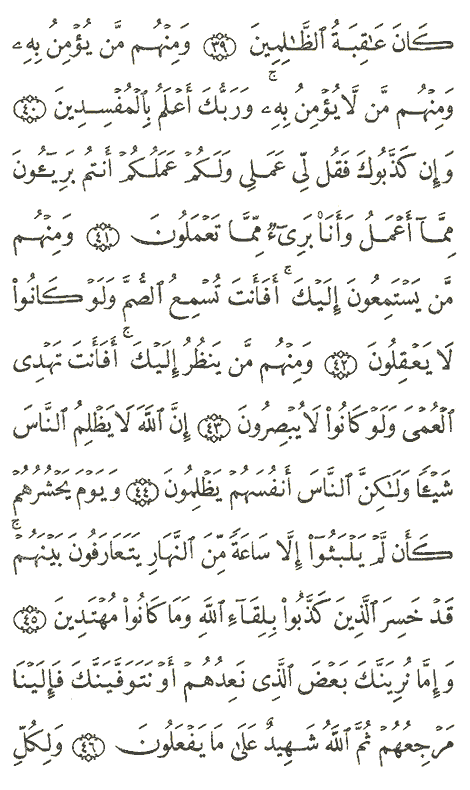 كَانَ عَـٰقِبَةُ ٱلظَّـٰلِمِينَ ٣٩ وَمِنْهُم مَّن يُؤْمِنُ بِهِۦ
وَمِنْهُم مَّن لَّا يُؤْمِنُ بِهِۦ ۚ وَرَبُّكَ أَعْلَمُ بِٱلْمُفْسِدِينَ ٤٠
وَإِن كَذَّبُوكَ فَقُل لِّى عَمَلِى وَلَكُمْ عَمَلُكُمْ أَنتُم بَرِيٓـُٔونَ
مِمَّآ أَعْمَلُ وَأَنَا۠ بَرِىٓءٌ مِّمَّا تَعْمَلُونَ ٤١ وَمِنْهُم
مَّن يَسْتَمِعُونَ إِلَيْكَ ۚ أَفَأَنتَ تُسْمِعُ ٱلصُّمَّ وَلَوْ كَانُوا۟
لَا يَعْقِلُونَ ٤٢ وَمِنْهُم مَّن يَنظُرُ إِلَيْكَ ۚ أَفَأَنتَ تَهْدِى
ٱلْعُمْىَ وَلَوْ كَانُوا۟ لَا يُبْصِرُونَ ٤٣ إِنَّ ٱللَّهَ لَا يَظْلِمُ ٱلنَّاسَ
شَيْـًٔا وَلَـٰكِنَّ ٱلنَّاسَ أَنفُسَهُمْ يَظْلِمُونَ ٤٤ وَيَوْمَ يَحْشُرُهُمْ
كَأَن لَّمْ يَلْبَثُوٓا۟ إِلَّا سَاعَةً مِّنَ ٱلنَّهَارِ يَتَعَارَفُونَ بَيْنَهُمْ ۚ
قَدْ خَسِرَ ٱلَّذِينَ كَذَّبُوا۟ بِلِقَآءِ ٱللَّهِ وَمَا كَانُوا۟ مُهْتَدِينَ ٤٥
وَإِمَّا نُرِيَنَّكَ بَعْضَ ٱلَّذِى نَعِدُهُمْ أَوْ نَتَوَفَّيَنَّكَ فَإِلَيْنَا
مَرْجِعُهُمْ ثُمَّ ٱللَّهُ شَهِيدٌ عَلَىٰ مَا يَفْعَلُونَ ٤٦ وَلِكُلِّ